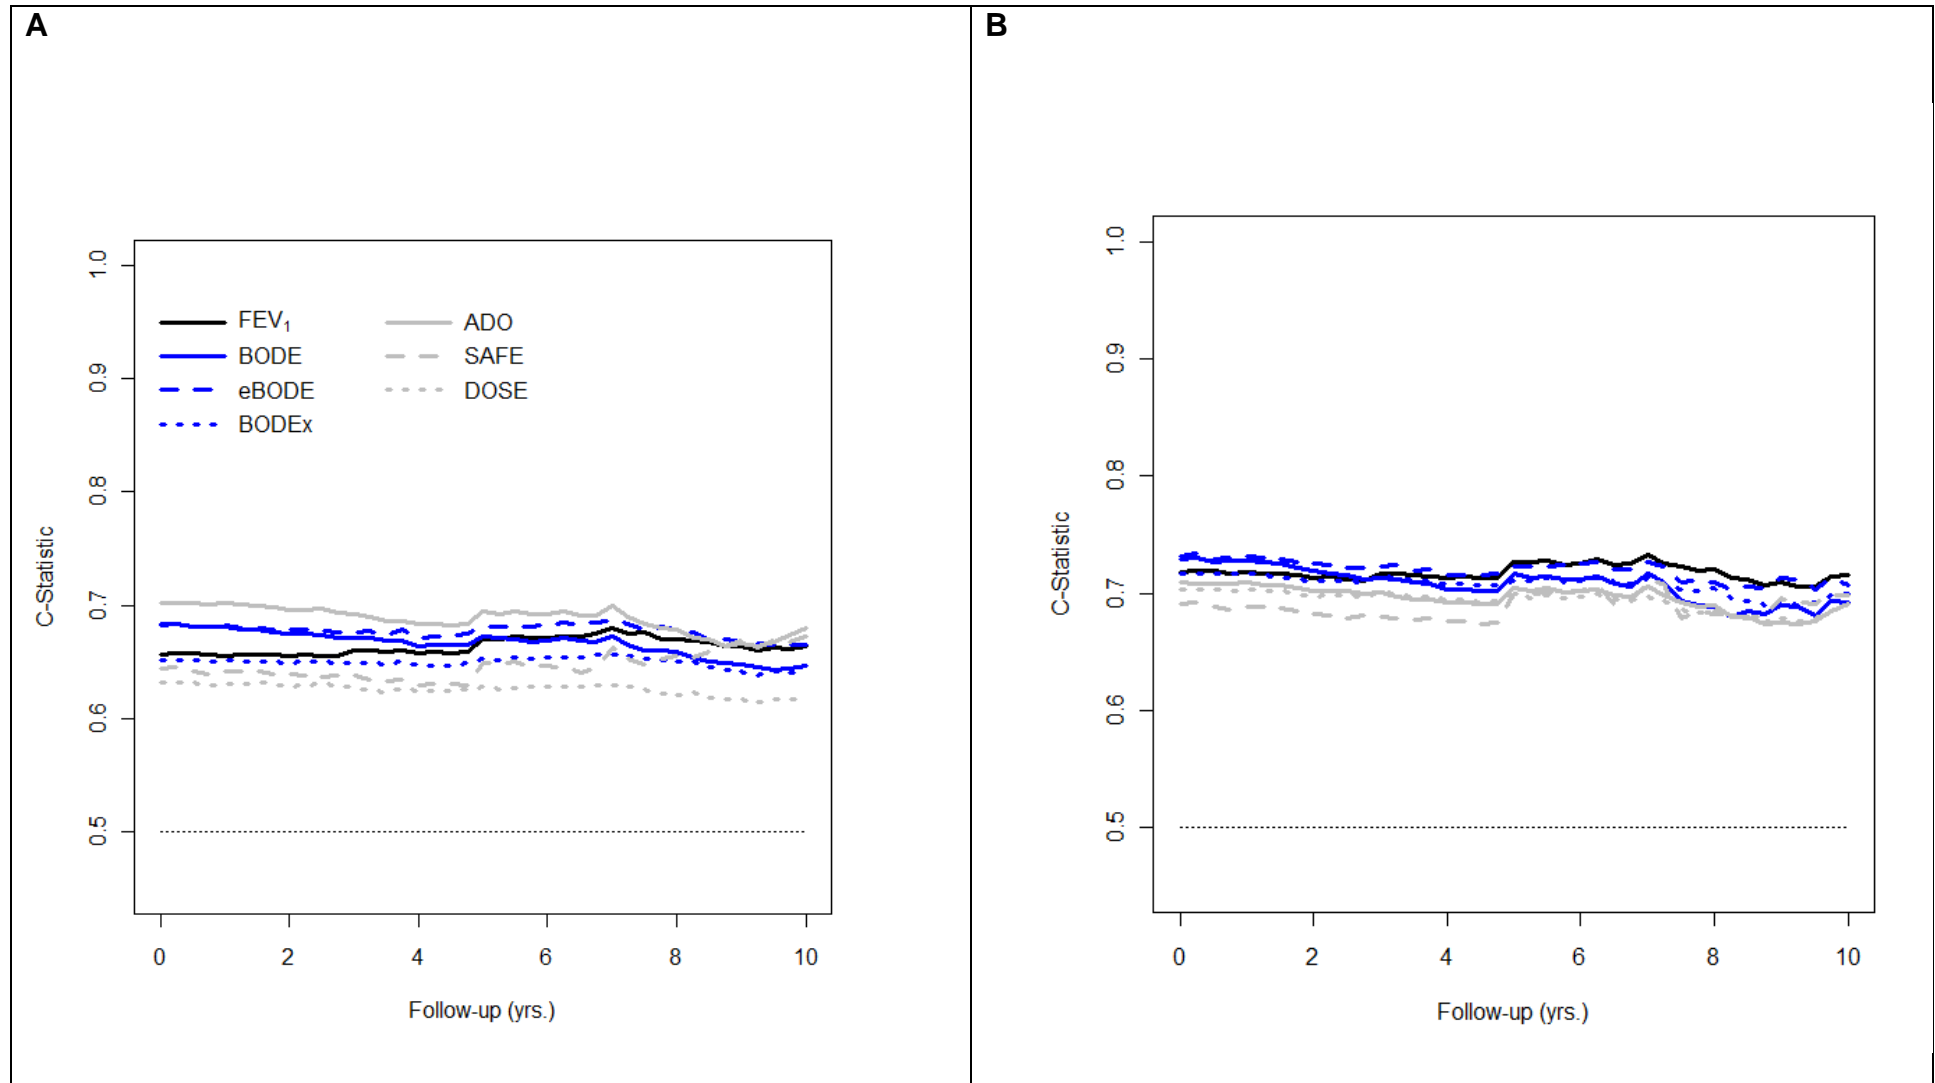 A
B
1.0
0.9
0.8
0.7
0.6
0.5
C-Statistic
FEV₁
BODE
eBODE
BODEx
ADO
SAFE
DOSE
0 2 4 6 8 10
Follow-up (yrs.)
1.0
0.9
0.8
0.7
0.6
0.5
C-Statistic
0 2 4 6 8 10
Follow-up (yrs.)